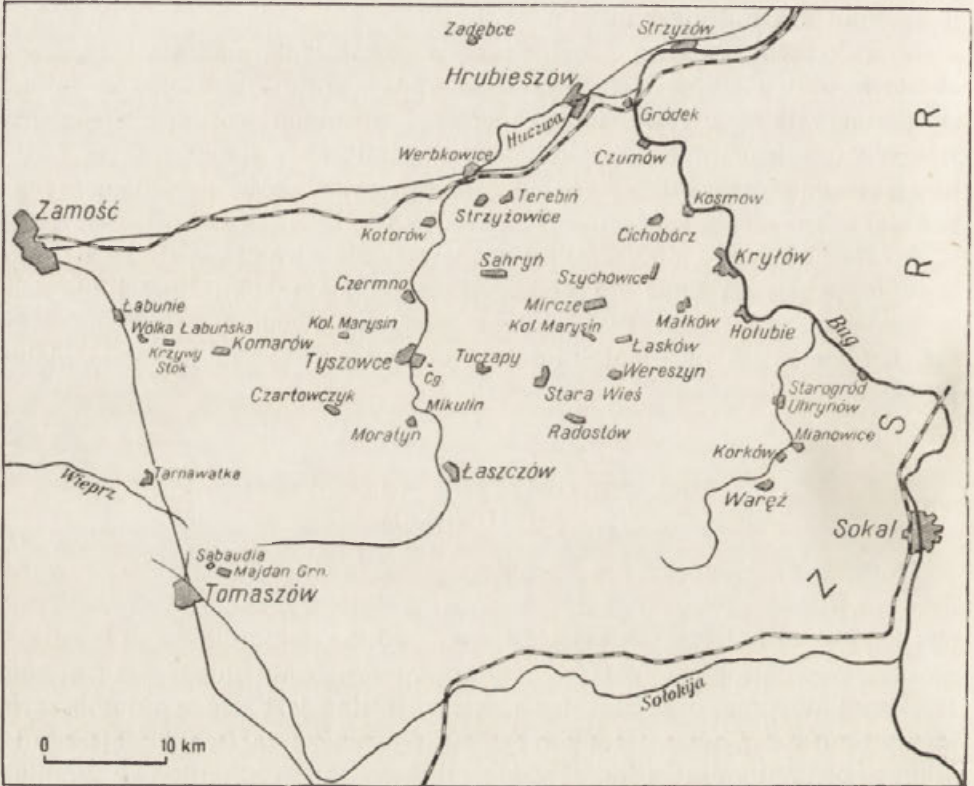 Zadębce
Strzyżów
Hrubieszów
Gródek
Huczwa
Czumów
Werbkowice
Terebiń
Strzyżowice
Kosmow
Zamość
Kotorów
Cichobórz
Sahryń
Szychowice
Kryłów
Czermno
Mircze
Małków
Hołubie
Łabunie
Wólka Łabuńska
Kol. Marysin
Kol. Marysin
Bug
Krzywy
Stok
Komarów
Łasków
Tyszowce
Tuczapy
Wereszyn
Cg.
Czartowczyk
Mikulin
Stara Wieś
Starogród
Uhrynów
Moratyn
Radostów
Mianowice
Korków
Łaszczów
Waręż
Wieprz
Tarnawatka
Sokal
Sabaudia
Majdan Grn.
Tomaszów
Sołokija
Z S R R
0 10 km